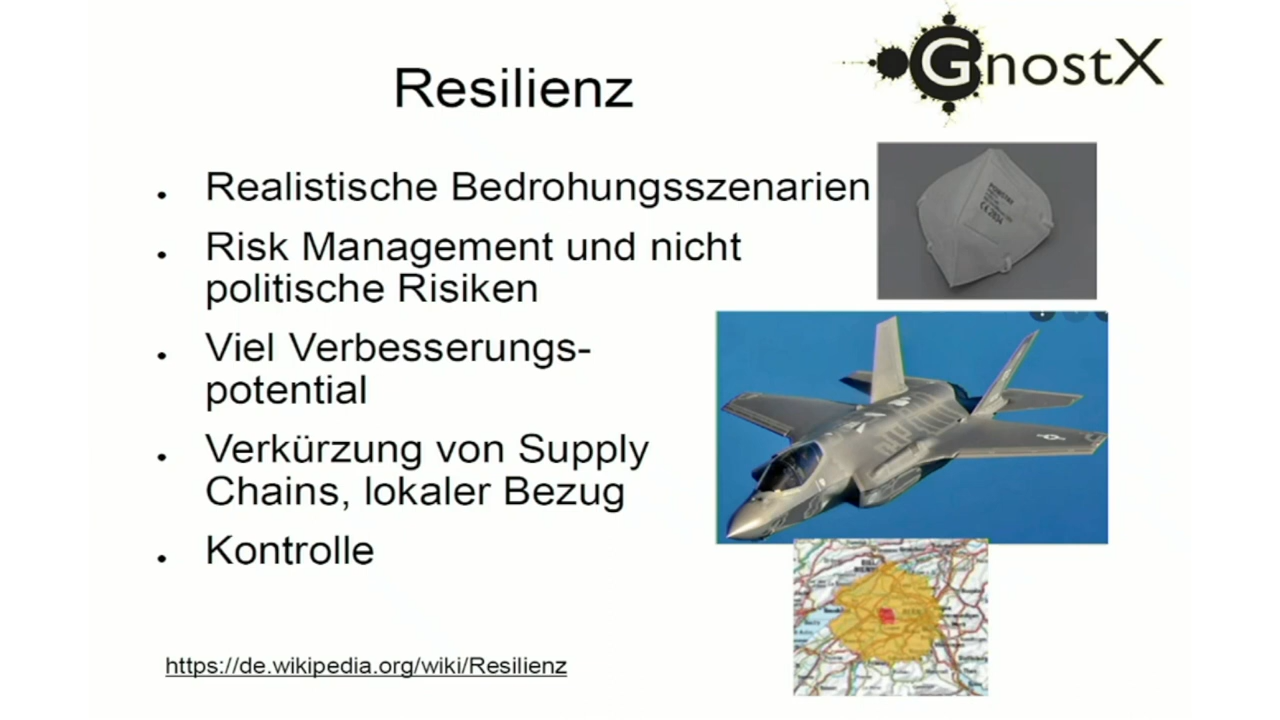 GnostX
Resilienz
● Realistische Bedrohungsszenarien
● Risk Management und nicht
politische Risiken
● Viel Verbesserungs-
potential
● Verkürzung von Supply
Chains, lokaler Bezug
● Kontrolle
https://de.wikipedia.org/wiki/Resilienz